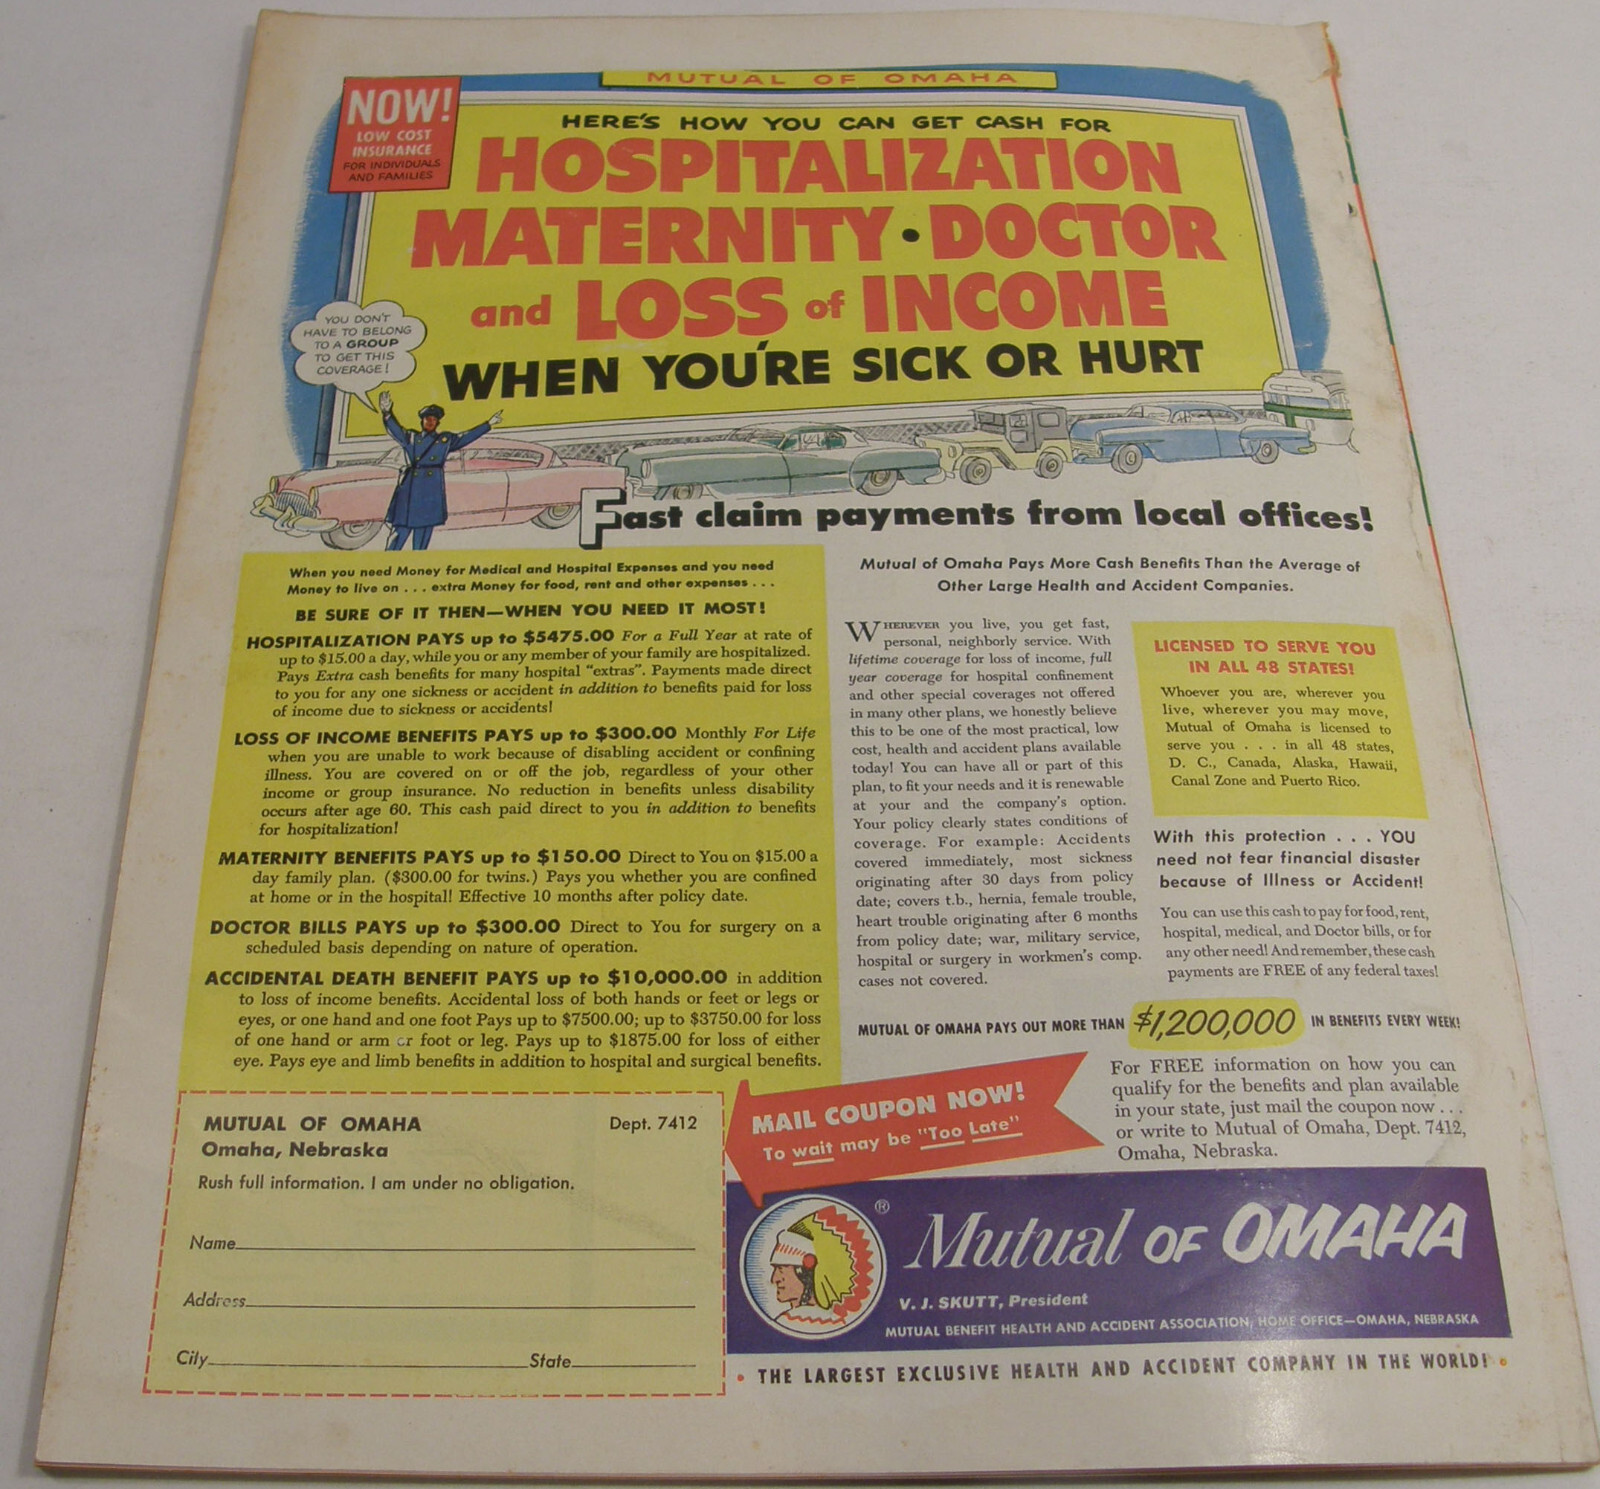 MUTUAL OF OMAHA
NOW!
LOW COST
INSURANCE
FOR INDIVIDUALS
AND FAMILIES
HERE'S HOW YOU CAN GET CASH FOR
HOSPITALIZATION
MATERNITY • DOCTOR
and LOSS of INCOME
WHEN YOU'RE SICK OR HURT
YOU DON'T
HAVE TO BELONG
TO A GROUP
TO GET THIS
COVERAGE!
Fast claim payments from local offices!
When you need Money for Medical and Hospital Expenses and you need
Money to live on . . . extra Money for food, rent and other expenses . . .
BE SURE OF IT THEN—WHEN YOU NEED IT MOST!
HOSPITALIZATION PAYS up to $5475.00 For a Full Year at rate of
up to $15.00 a day, while you or any member of your family are hospitalized.
Pays Extra cash benefits for many hospital "extras". Payments made direct
to you for any one sickness or accident in addition to benefits paid for loss
of income due to sickness or accidents!
LOSS OF INCOME BENEFITS PAYS up to $300.00 Monthly For Life
when you are unable to work because of disabling accident or confining
illness. You are covered on or off the job, regardless of your other
income or group insurance. No reduction in benefits unless disability
occurs after age 60. This cash paid direct to you in addition to benefits
for hospitalization!
MATERNITY BENEFITS PAYS up to $150.00 Direct to You on $15.00 a
day family plan. ($300.00 for twins.) Pays you whether you are confined
at home or in the hospital! Effective 10 months after policy date.
DOCTOR BILLS PAYS up to $300.00 Direct to You for surgery on a
scheduled basis depending on nature of operation.
ACCIDENTAL DEATH BENEFIT PAYS up to $10,000.00 in addition
to loss of income benefits. Accidental loss of both hands or feet or legs or
eyes, or one hand and one foot Pays up to $7500.00; up to $3750.00 for loss
of one hand or arm or foot or leg. Pays up to $1875.00 for loss of either
eye. Pays eye and limb benefits in addition to hospital and surgical benefits.
Mutual of Omaha Pays More Cash Benefits Than the Average of
Other Large Health and Accident Companies.
WHEREVER you live, you get fast,
personal, neighborly service. With
lifetime coverage for loss of income, full
year coverage for hospital confinement
and other special coverages not offered
in many other plans, we honestly believe
this to be one of the most practical, low
cost, health and accident plans available
today! You can have all or part of this
plan, to fit your needs and it is renewable
at your and the company's option.
Your policy clearly states conditions of
coverage. For example: Accidents
covered immediately, most sickness
originating after 30 days from policy
date; covers t.b., hernia, female trouble,
heart trouble originating after 6 months
from policy date; war, military service,
hospital or surgery in workmen's comp.
cases not covered.
LICENSED TO SERVE YOU
IN ALL 48 STATES!
Whoever you are, wherever you
live, wherever you may move,
Mutual of Omaha is licensed to
serve you . . . in all 48 states,
D. C., Canada, Alaska, Hawaii,
Canal Zone and Puerto Rico.
With this protection . . . YOU
need not fear financial disaster
because of Illness or Accident!
You can use this cash to pay for food, rent,
hospital, medical, and Doctor bills, or for
any other need! And remember, these cash
payments are FREE of any federal taxes!
MUTUAL OF OMAHA PAYS OUT MORE THAN $1,200,000 IN BENEFITS EVERY WEEK!
MAIL COUPON NOW!
To wait may be "Too Late"
For FREE information on how you can
qualify for the benefits and plan available
in your state, just mail the coupon now . . .
or write to Mutual of Omaha, Dept. 7412,
Omaha, Nebraska.
MUTUAL OF OMAHA Dept. 7412
Omaha, Nebraska
Rush full information. I am under no obligation.
Name
Address
City State
®
Mutual OF OMAHA
V. J. SKUTT, President
MUTUAL BENEFIT HEALTH AND ACCIDENT ASSOCIATION, HOME OFFICE—OMAHA, NEBRASKA
• THE LARGEST EXCLUSIVE HEALTH AND ACCIDENT COMPANY IN THE WORLD! •